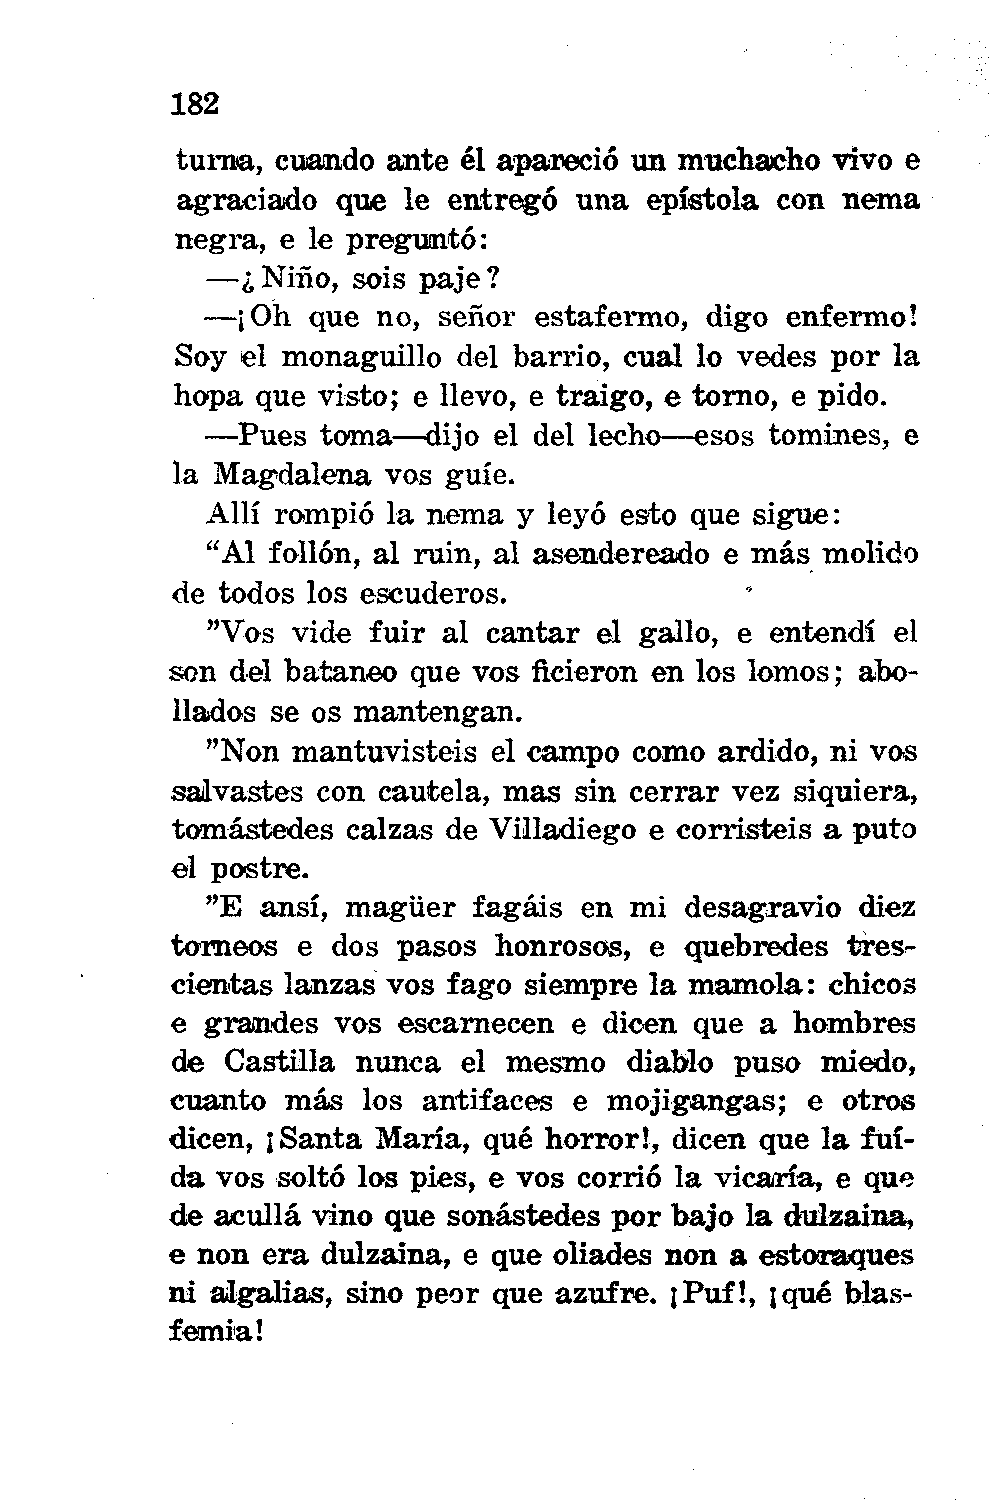 182
turna, cuando ante él apareció un muchacho vivo e
agraciado que le entregó una epístola con nema
negra, e le preguntó:
—¿Niño, sois paje?
—¡Oh que no, señor estafermo, digo enfermo!
Soy el monaguillo del barrio, cual lo vedes por la
hopa que visto; e llevo, e traigo, e torno, e pido.
—Pues toma—dijo el del lecho—esos tomines, e
la Magdalena vos guíe.
Allí rompió la nema y leyó esto que sigue:
“Al follón, al ruin, al asendereado e más molido
de todos los escuderos.
”Vos vide fuir al cantar el gallo, e entendí el
son del bataneo que vos ficieron en los lomos; abo-
llados se os mantengan.
”Non mantuvisteis el campo como ardido, ni vos
salvastes con cautela, mas sin cerrar vez siquiera,
tomástedes calzas de Villadiego e corristeis a puto
el postre.
”E ansí, magüer fagáis en mi desagravio diez
torneos e dos pasos honrosos, e quebredes tres-
cientas lanzas vos fago siempre la mamola: chicos
e grandes vos escarnecen e dicen que a hombres
de Castilla nunca el mesmo diablo puso miedo,
cuanto más los antifaces e mojigangas; e otros
dicen, ¡Santa María, qué horror!, dicen que la fuí-
da vos soltó los pies, e vos corrió la vicaría, e que
de acullá vino que sonástedes por bajo la dulzaina,
e non era dulzaina, e que oliades non a estoraques
ni algalias, sino peor que azufre. ¡Puf!, ¡qué blas-
femia!